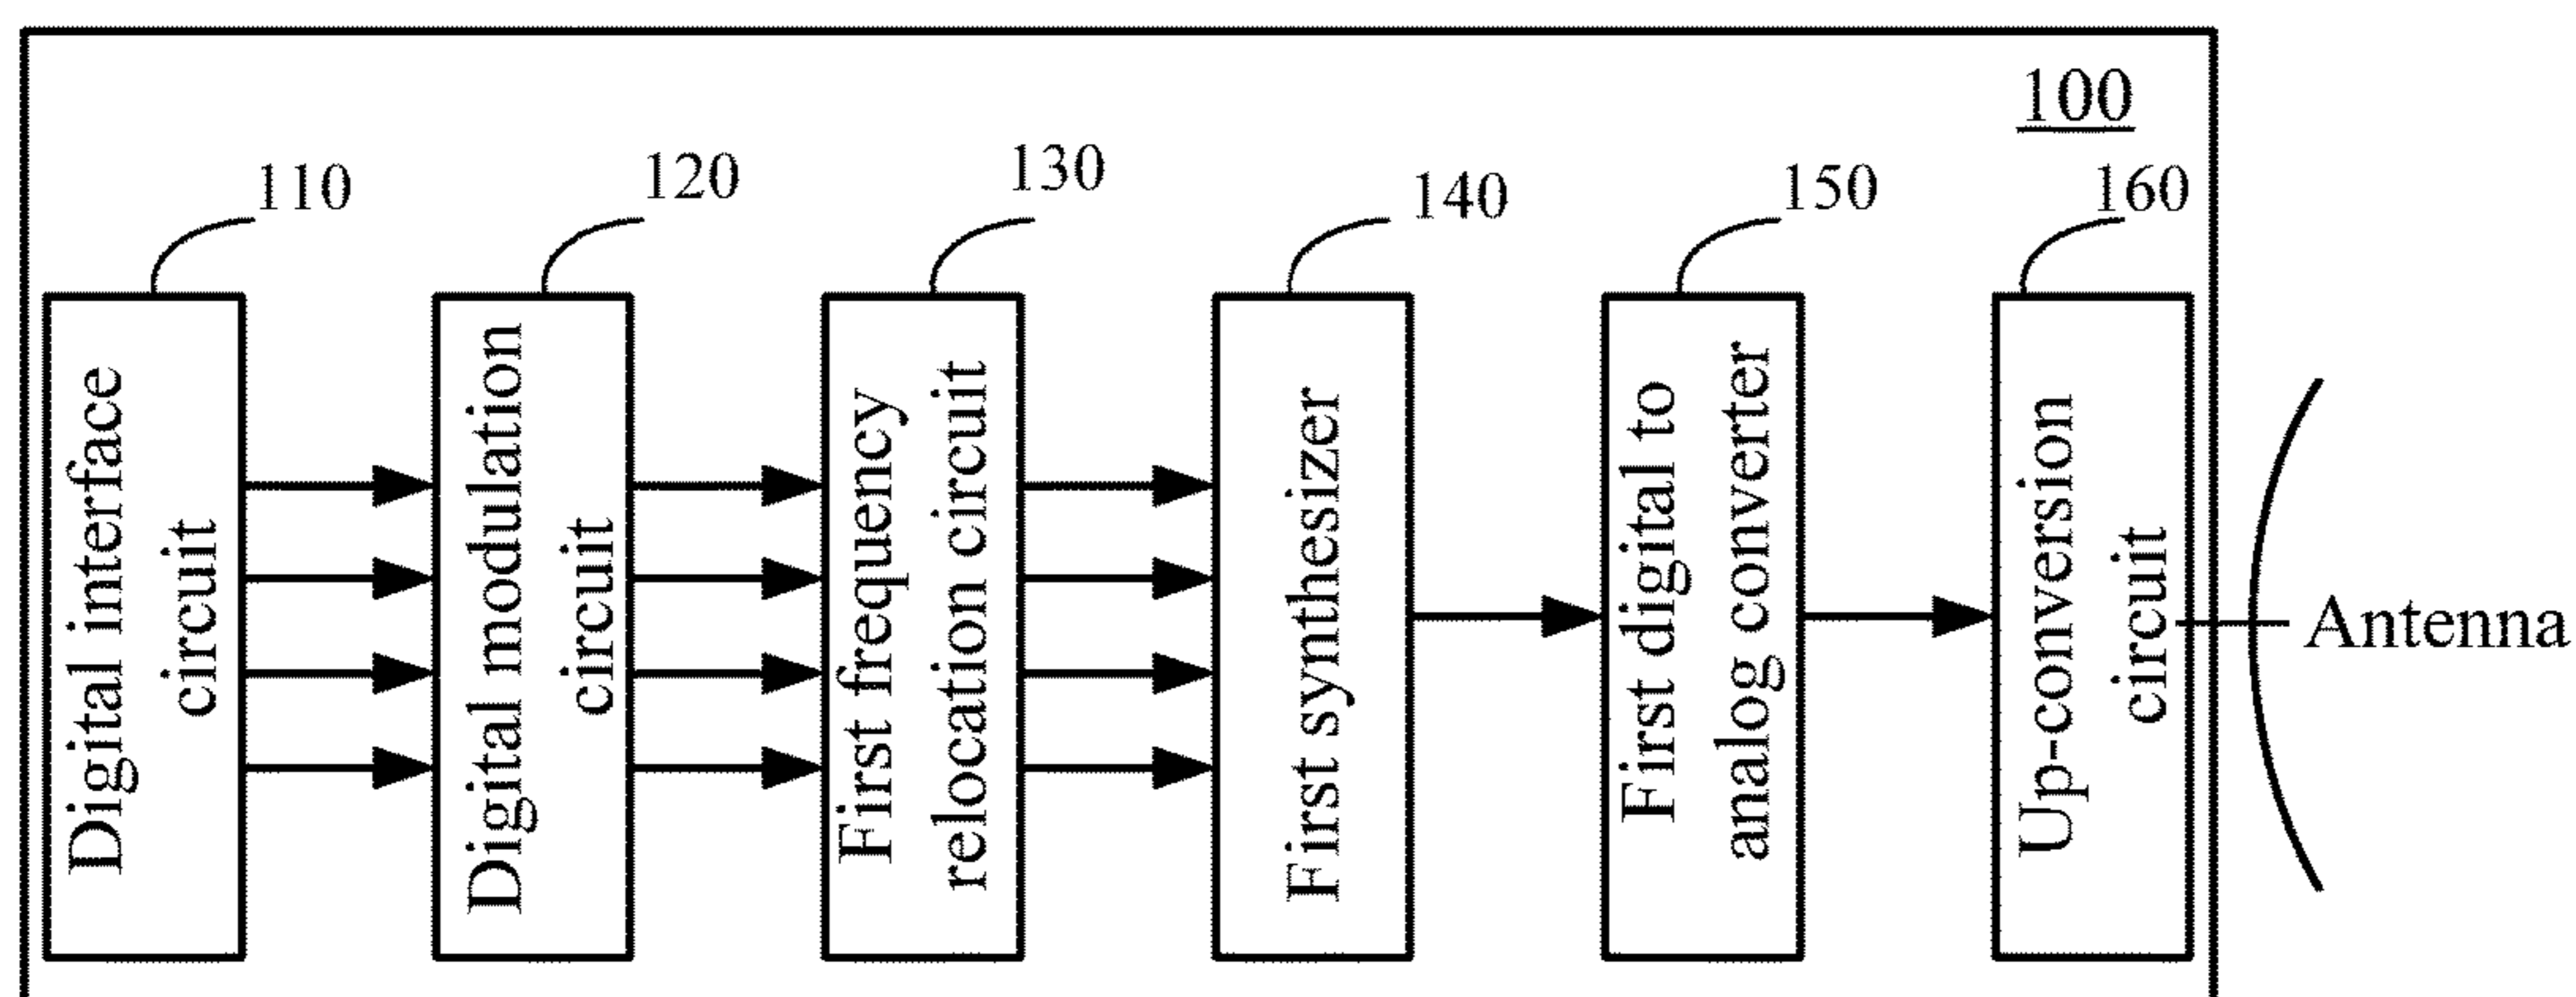 100
110
120
130
140
150
160
Digital interface
circuit
Digital modulation
circuit
First frequency
relocation circuit
First synthesizer
First digital to
analog converter
Up-conversion
circuit
Antenna